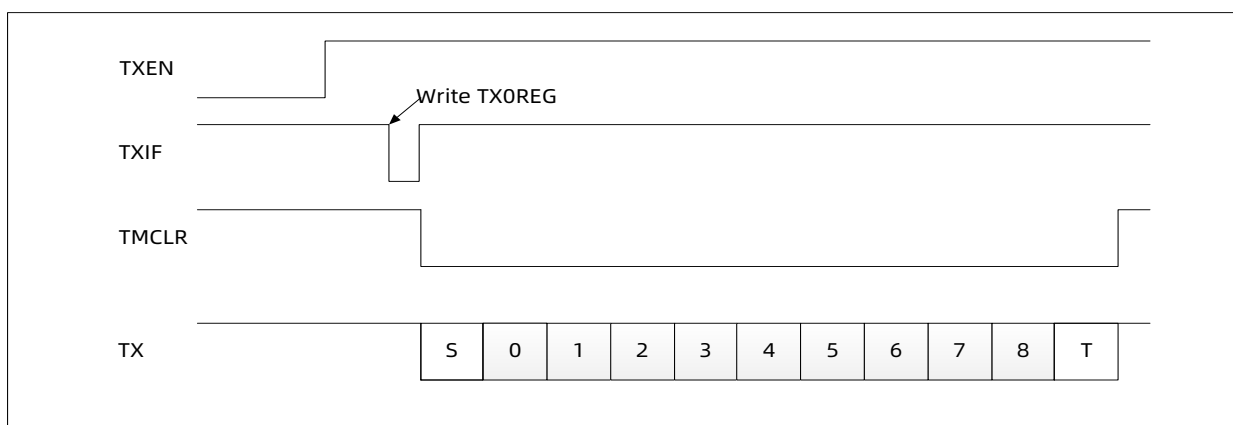 TXEN
Write TX0REG
TXIF
TMCLR
TX S 0 1 2 3 4 5 6 7 8 T